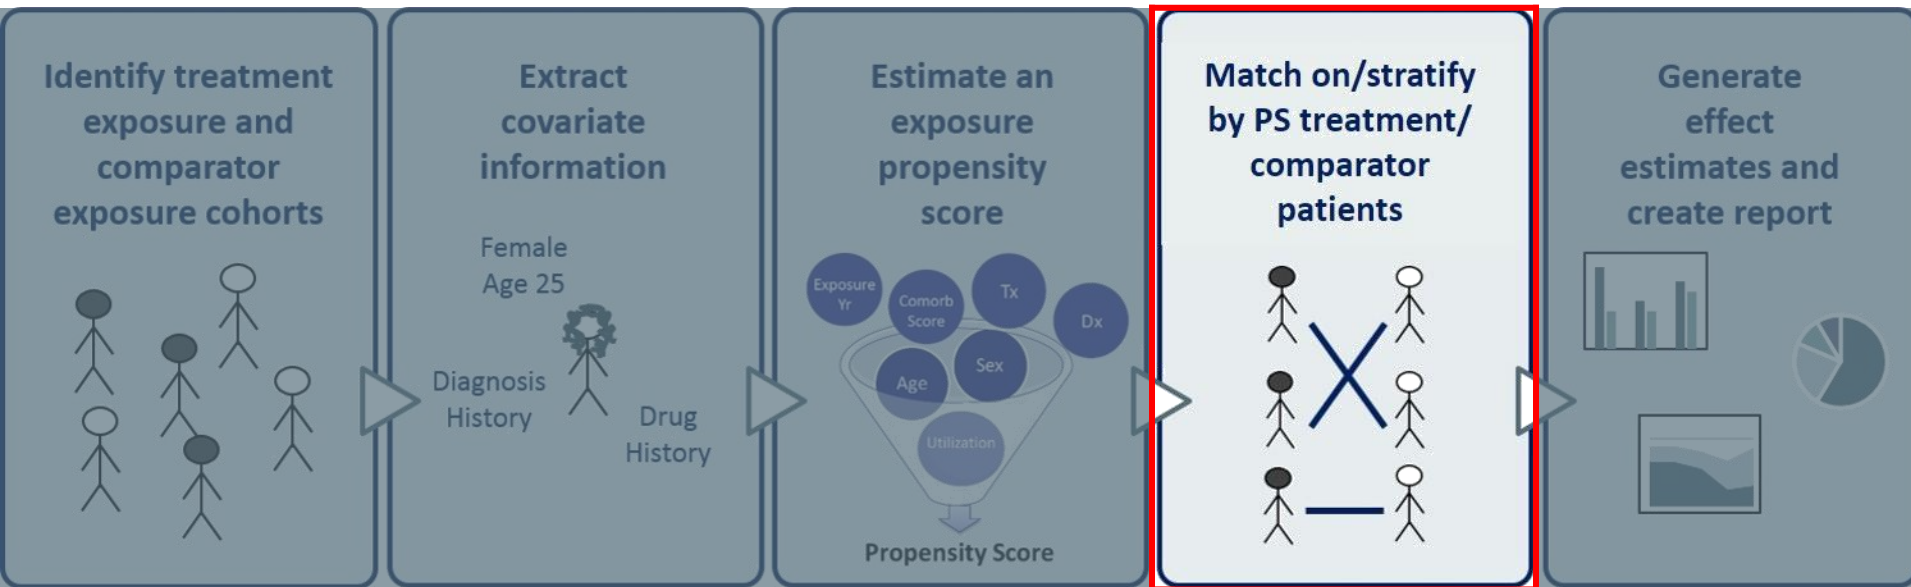 Identify treatment
exposure and
comparator
exposure cohorts
Extract
covariate
information
Female
Age 25
Diagnosis
History
Drug
History
Estimate an
exposure
propensity
score
Exposure
Yr
Comorb
Score
Tx
Dx
Age
Sex
Utilization
Propensity Score
Match on/stratify
by PS treatment/
comparator
patients
Generate
effect
estimates and
create report